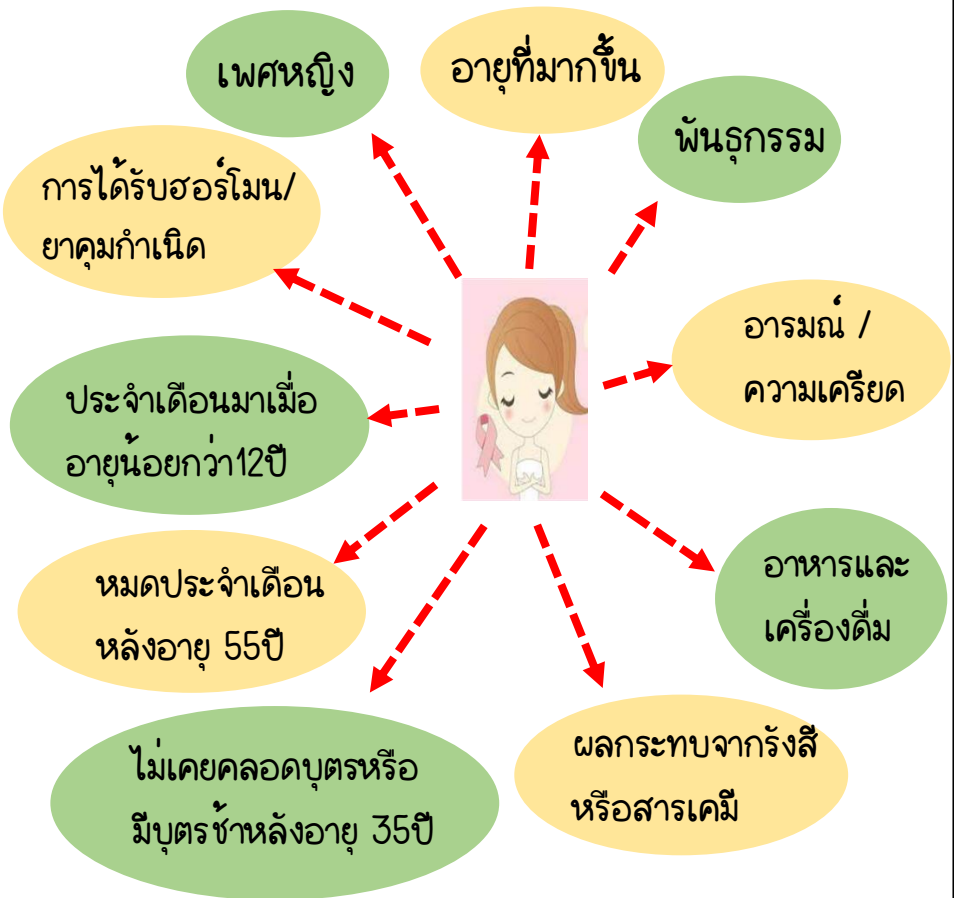 เพศหญิง
อายุที่มากขึ้น
พันธุกรรม
การได้รับฮอร์โมน/
ยาคุมกำเนิด
อารมณ์ /
ความเครียด
ประจำเดือนมาเมื่อ
อายุน้อยกว่า12ปี
อาหารและ
เครื่องดื่ม
หมดประจำเดือน
หลังอายุ 55ปี
ผลกระทบจากรังสี
หรือสารเคมี
ไม่เคยคลอดบุตรหรือ
มีบุตรช้าหลังอายุ 35ปี